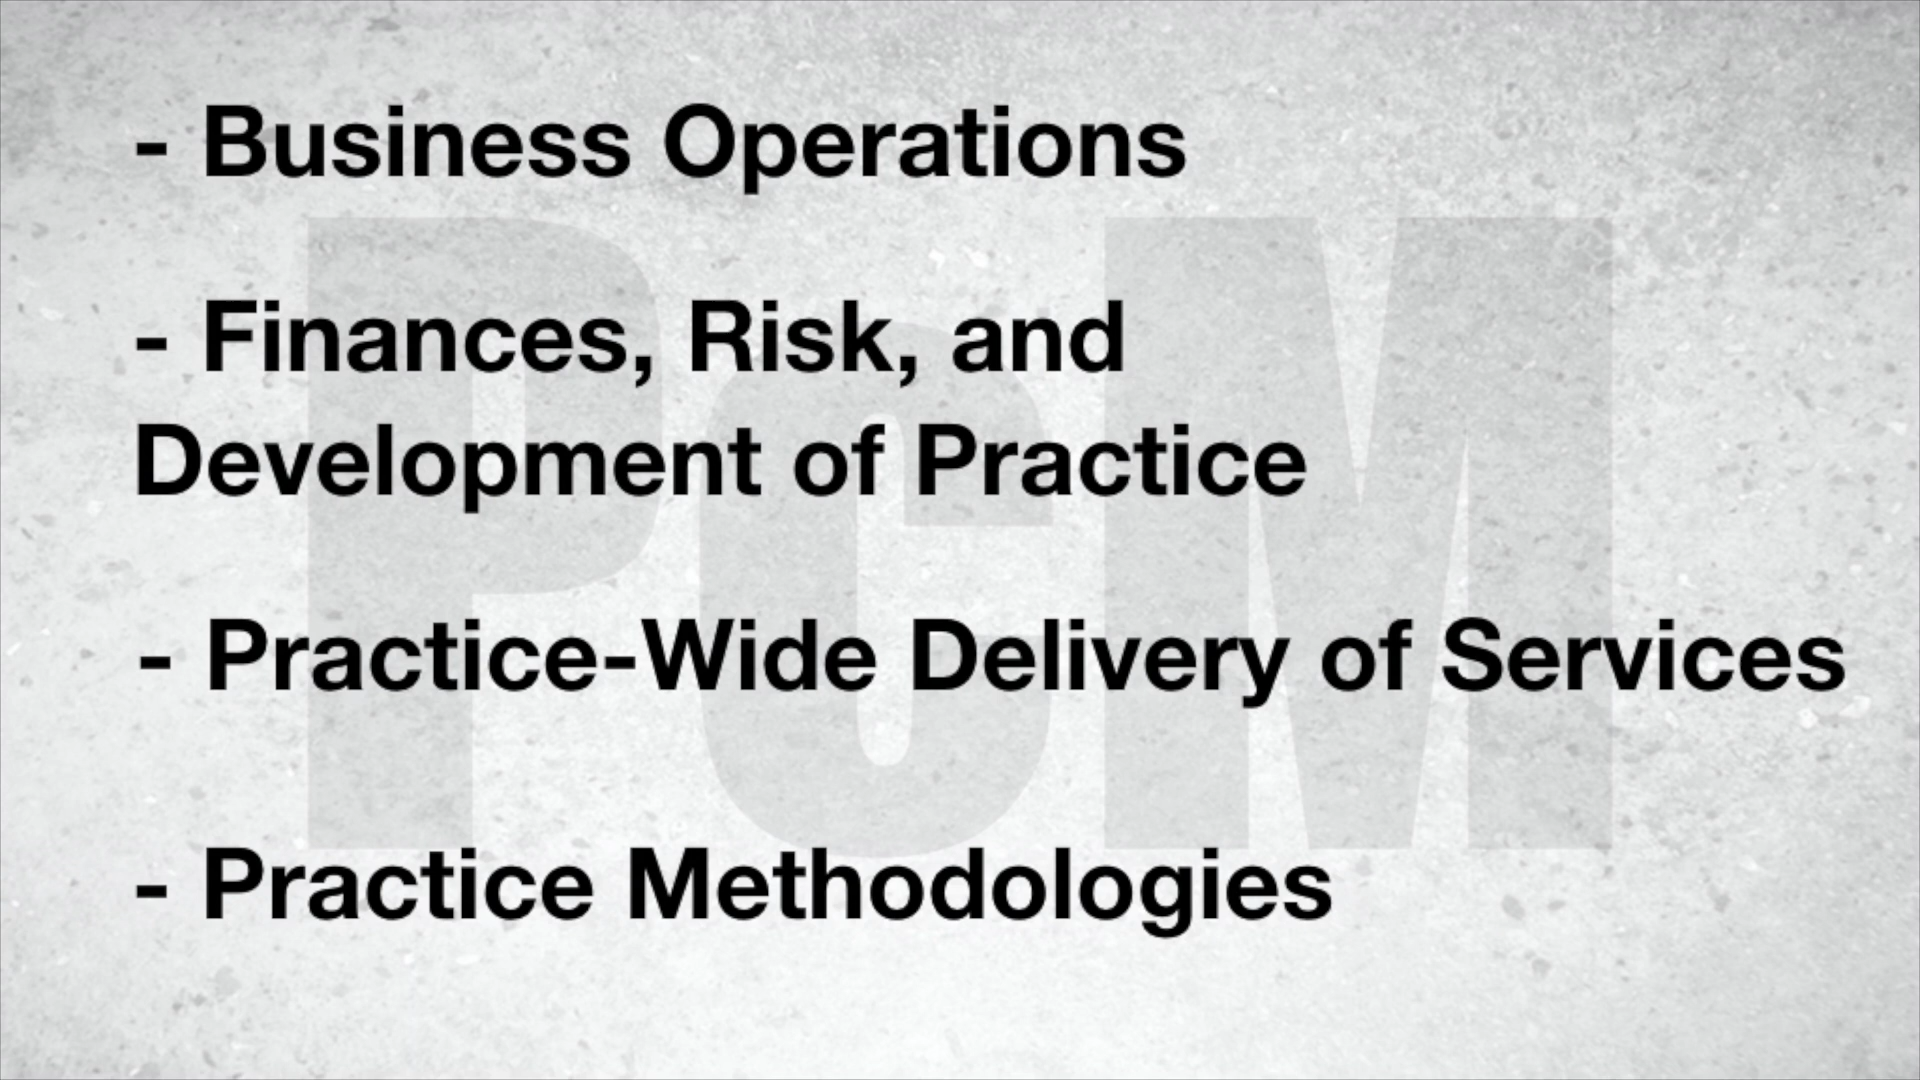 - Business Operations
- Finances, Risk, and
Development of Practice
- Practice-Wide Delivery of Services
- Practice Methodologies
PcM